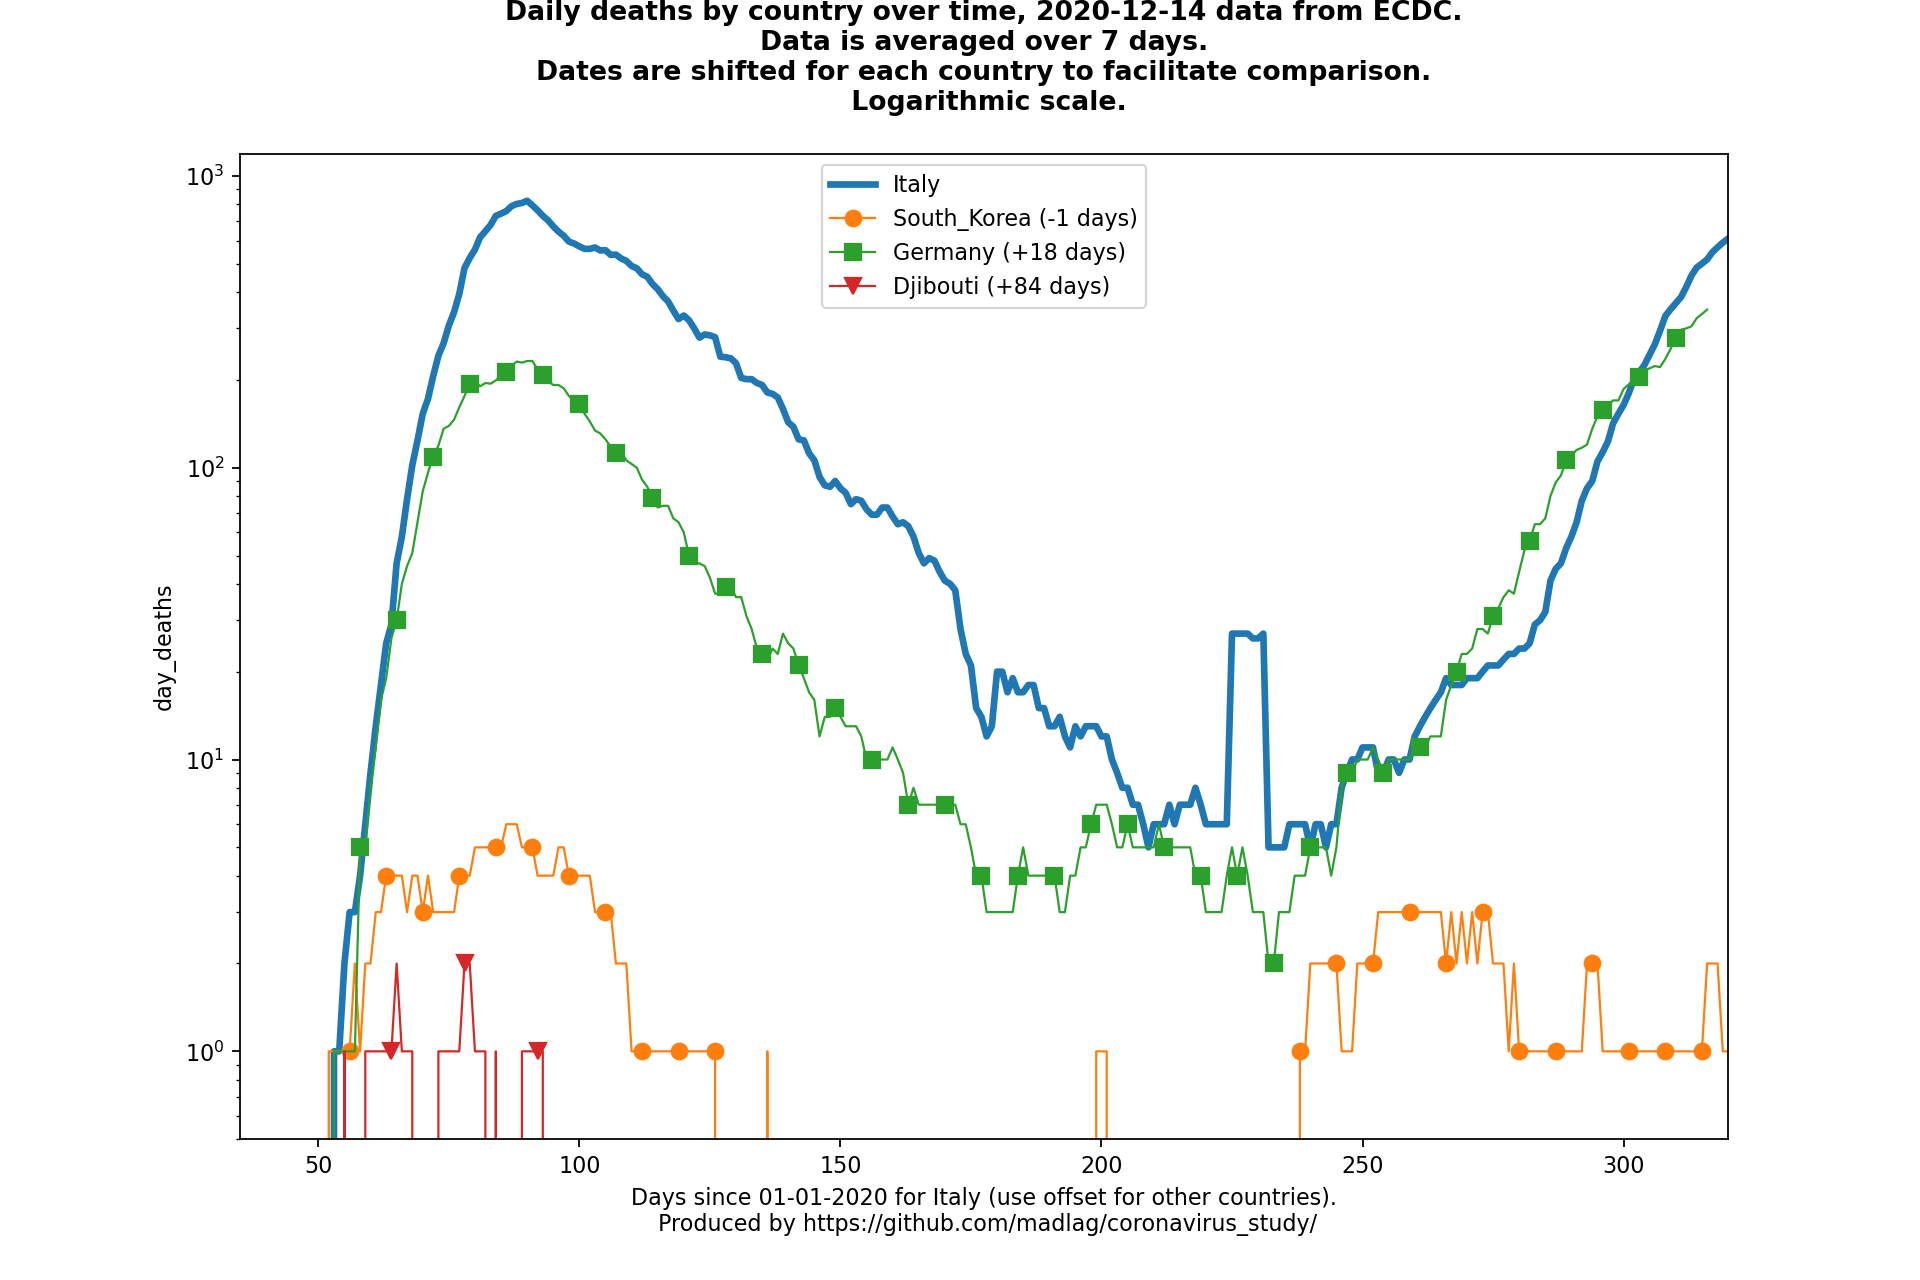 Daily deaths by country over time, 2020-12-14 data from ECDC.
Data is averaged over 7 days.
Dates are shifted for each country to facilitate comparison.
Logarithmic scale.
10³
10²
10¹
10⁰
day_deaths
Italy
South_Korea (-1 days)
Germany (+18 days)
Djibouti (+84 days)
50 100 150 200 250 300
Days since 01-01-2020 for Italy (use offset for other countries).
Produced by https://github.com/madlag/coronavirus_study/